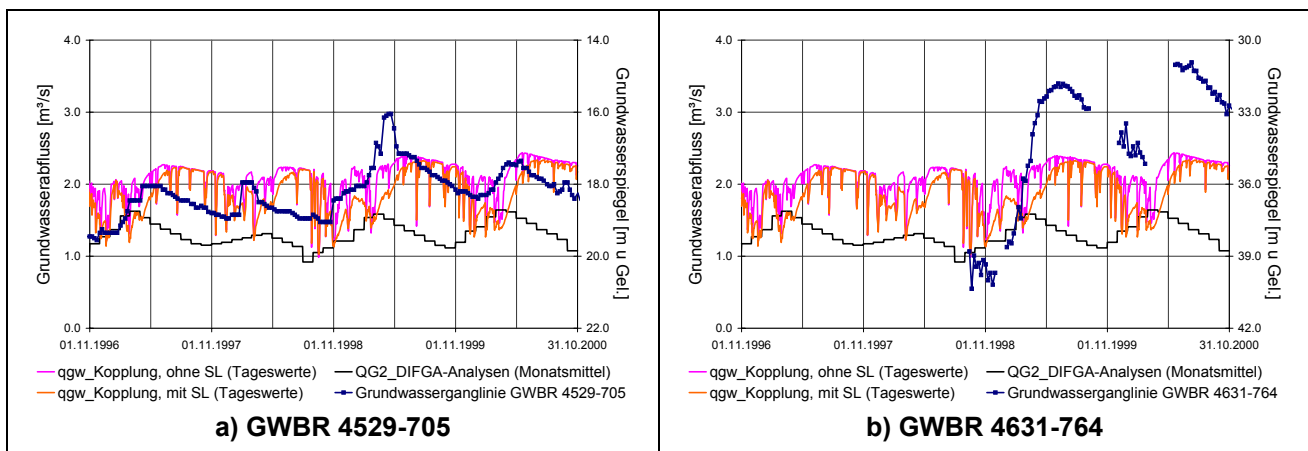 4.0
3.0
2.0
1.0
0.0
Grundwasserabfluss [m³/s]
14.0
16.0
18.0
20.0
22.0
Grundwasserspiegel [m u Gel.]
01.11.1996
01.11.1997
01.11.1998
01.11.1999
31.10.2000
qgw_Kopplung, ohne SL (Tageswerte)
QG2_DIFGA-Analysen (Monatsmittel)
qgw_Kopplung, mit SL (Tageswerte)
Grundwasserganglinie GWBR 4529-705
a) GWBR 4529-705
4.0
3.0
2.0
1.0
0.0
Grundwasserabfluss [m³/s]
30.0
33.0
36.0
39.0
42.0
Grundwasserspiegel [m u Gel.]
01.11.1996
01.11.1997
01.11.1998
01.11.1999
31.10.2000
qgw_Kopplung, ohne SL (Tageswerte)
QG2_DIFGA-Analysen (Monatsmittel)
qgw_Kopplung, mit SL (Tageswerte)
Grundwasserganglinie GWBR 4631-764
b) GWBR 4631-764